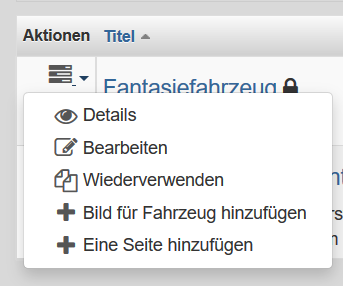 Aktionen Titel
Fantasiefahrzeug
Details
Bearbeiten
Wiederverwenden
Bild für Fahrzeug hinzufügen
Eine Seite hinzufügen